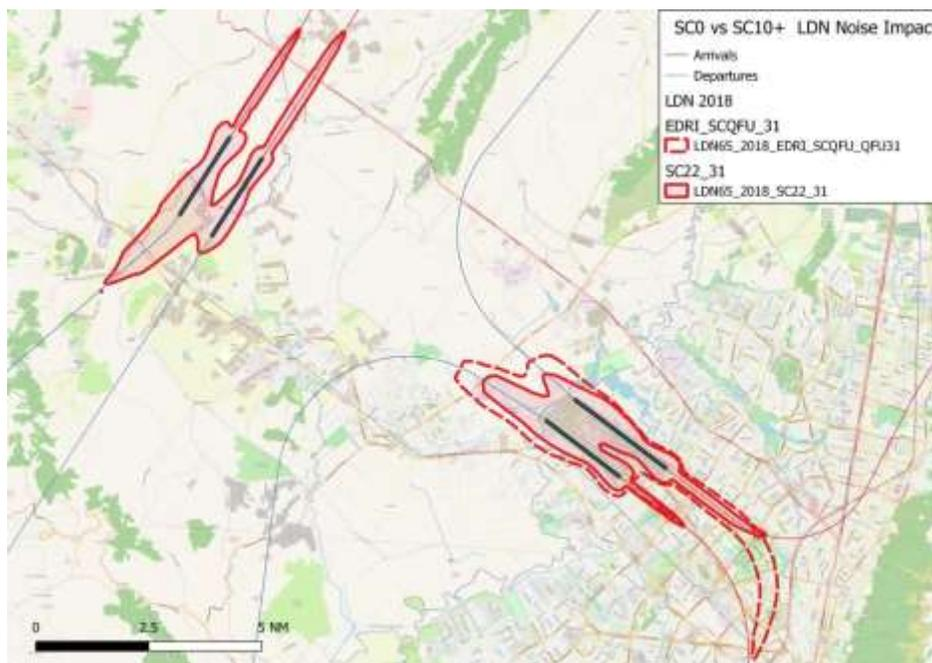 SC0 vs SC10+ LDN Noise Impac
Arrivals
Departures
LDN 2018
EDRI_SCQFU_31
LDN65_2018_EDRI_SCQFU_QFU31
SC22_31
LDN65_2018_SC22_31
0 2.5 5 NM